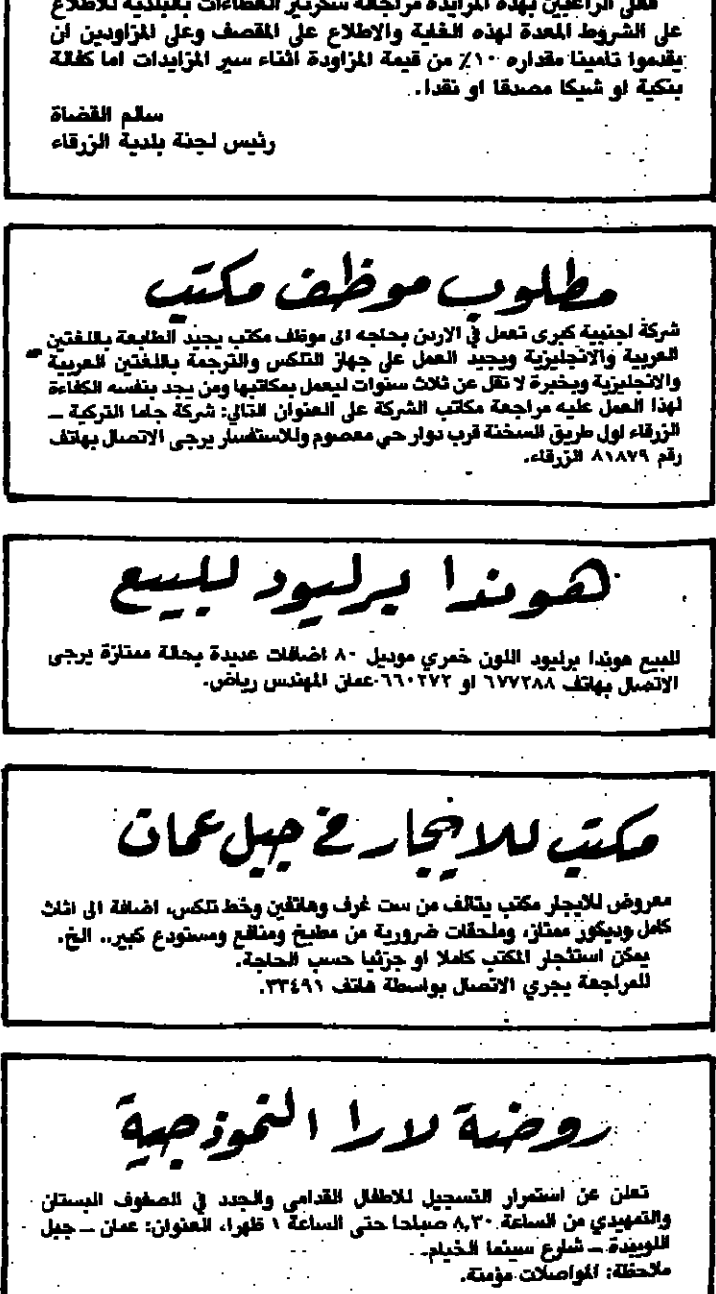 فعلى الراغبين بهذه المزايدة مراجعة سكرتير العطاءات بالبلدية للاطلاع
على الشروط المعدة لهذه الغاية والاطلاع على المقصف وعلى المزاودين ان
يقدموا تامينا مقداره ١٠٪ من قيمة المزاودة اثناء سير المزايدات اما كفالة
بنكية او شيكا مصدقا او نقدا.
سالم القضاة
رئيس لجنة بلدية الزرقاء
مطلوب موظف مكتب
شركة اجنبية كبرى تعمل في الاردن بحاجه الى موظف مكتب يجيد الطابعة باللغتين
العربية والانجليزية ويجيد العمل على جهاز التلكس والترجمة باللغتين العربية
والانجليزية وبخبرة لا تقل عن ثلاث سنوات ليعمل بمكاتبها ومن يجد بنفسه الكفاءة
لهذا العمل عليه مراجعة مكاتب الشركة على العنوان التالي: شركة جاما التركية ــ
الزرقاء اول طريق السخنة قرب دوار حي معصوم وللاستفسار يرجى الاتصال بهاتف
رقم ٨١٨٧٩ الزرقاء.
هوندا برليود للبيع
للبيع هوندا برليود اللون خمري موديل ٨٠ اضافات عديدة بحالة ممتازة يرجى
الاتصال بهاتف ٦٧٧٢٨٨ او ٦٦٠٢٧٢ عمان المهندس رياض.
مكتب للايجار في جبل عمان
معروض للايجار مكتب يتالف من ست غرف وهاتفين وخط تلكس، اضافة الى اثاث
كامل وديكور ممتاز، وملحقات ضرورية من مطبخ ومنافع ومستودع كبير.. الخ.
يمكن استئجار المكتب كاملا او جزئيا حسب الحاجة.
للمراجعة يجري الاتصال بواسطة هاتف ٣٣٤٩١.
روضة لارا النموذجية
تعلن عن استمرار التسجيل للاطفال القدامى والجدد في الصفوف البستان
والتمهيدي من الساعة ٨,٣٠ صباحا حتى الساعة ١ ظهرا، العنوان: عمان ــ جبل
اللويبدة ــ شارع سينما الخيام.
ملاحظة: المواصلات مؤمنة.